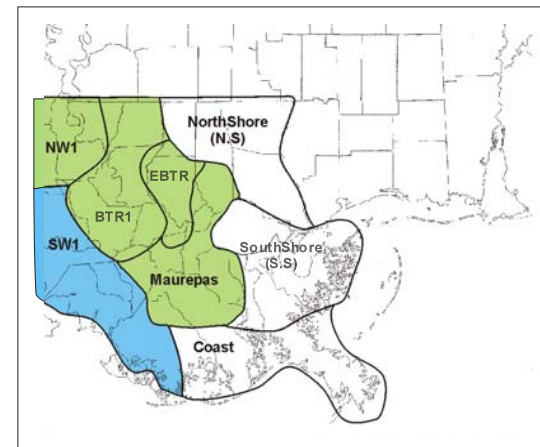 NorthShore
(N.S)
NW1
EBTR
BTR1
SW1
SouthShore
(S.S)
Maurepas
Coast